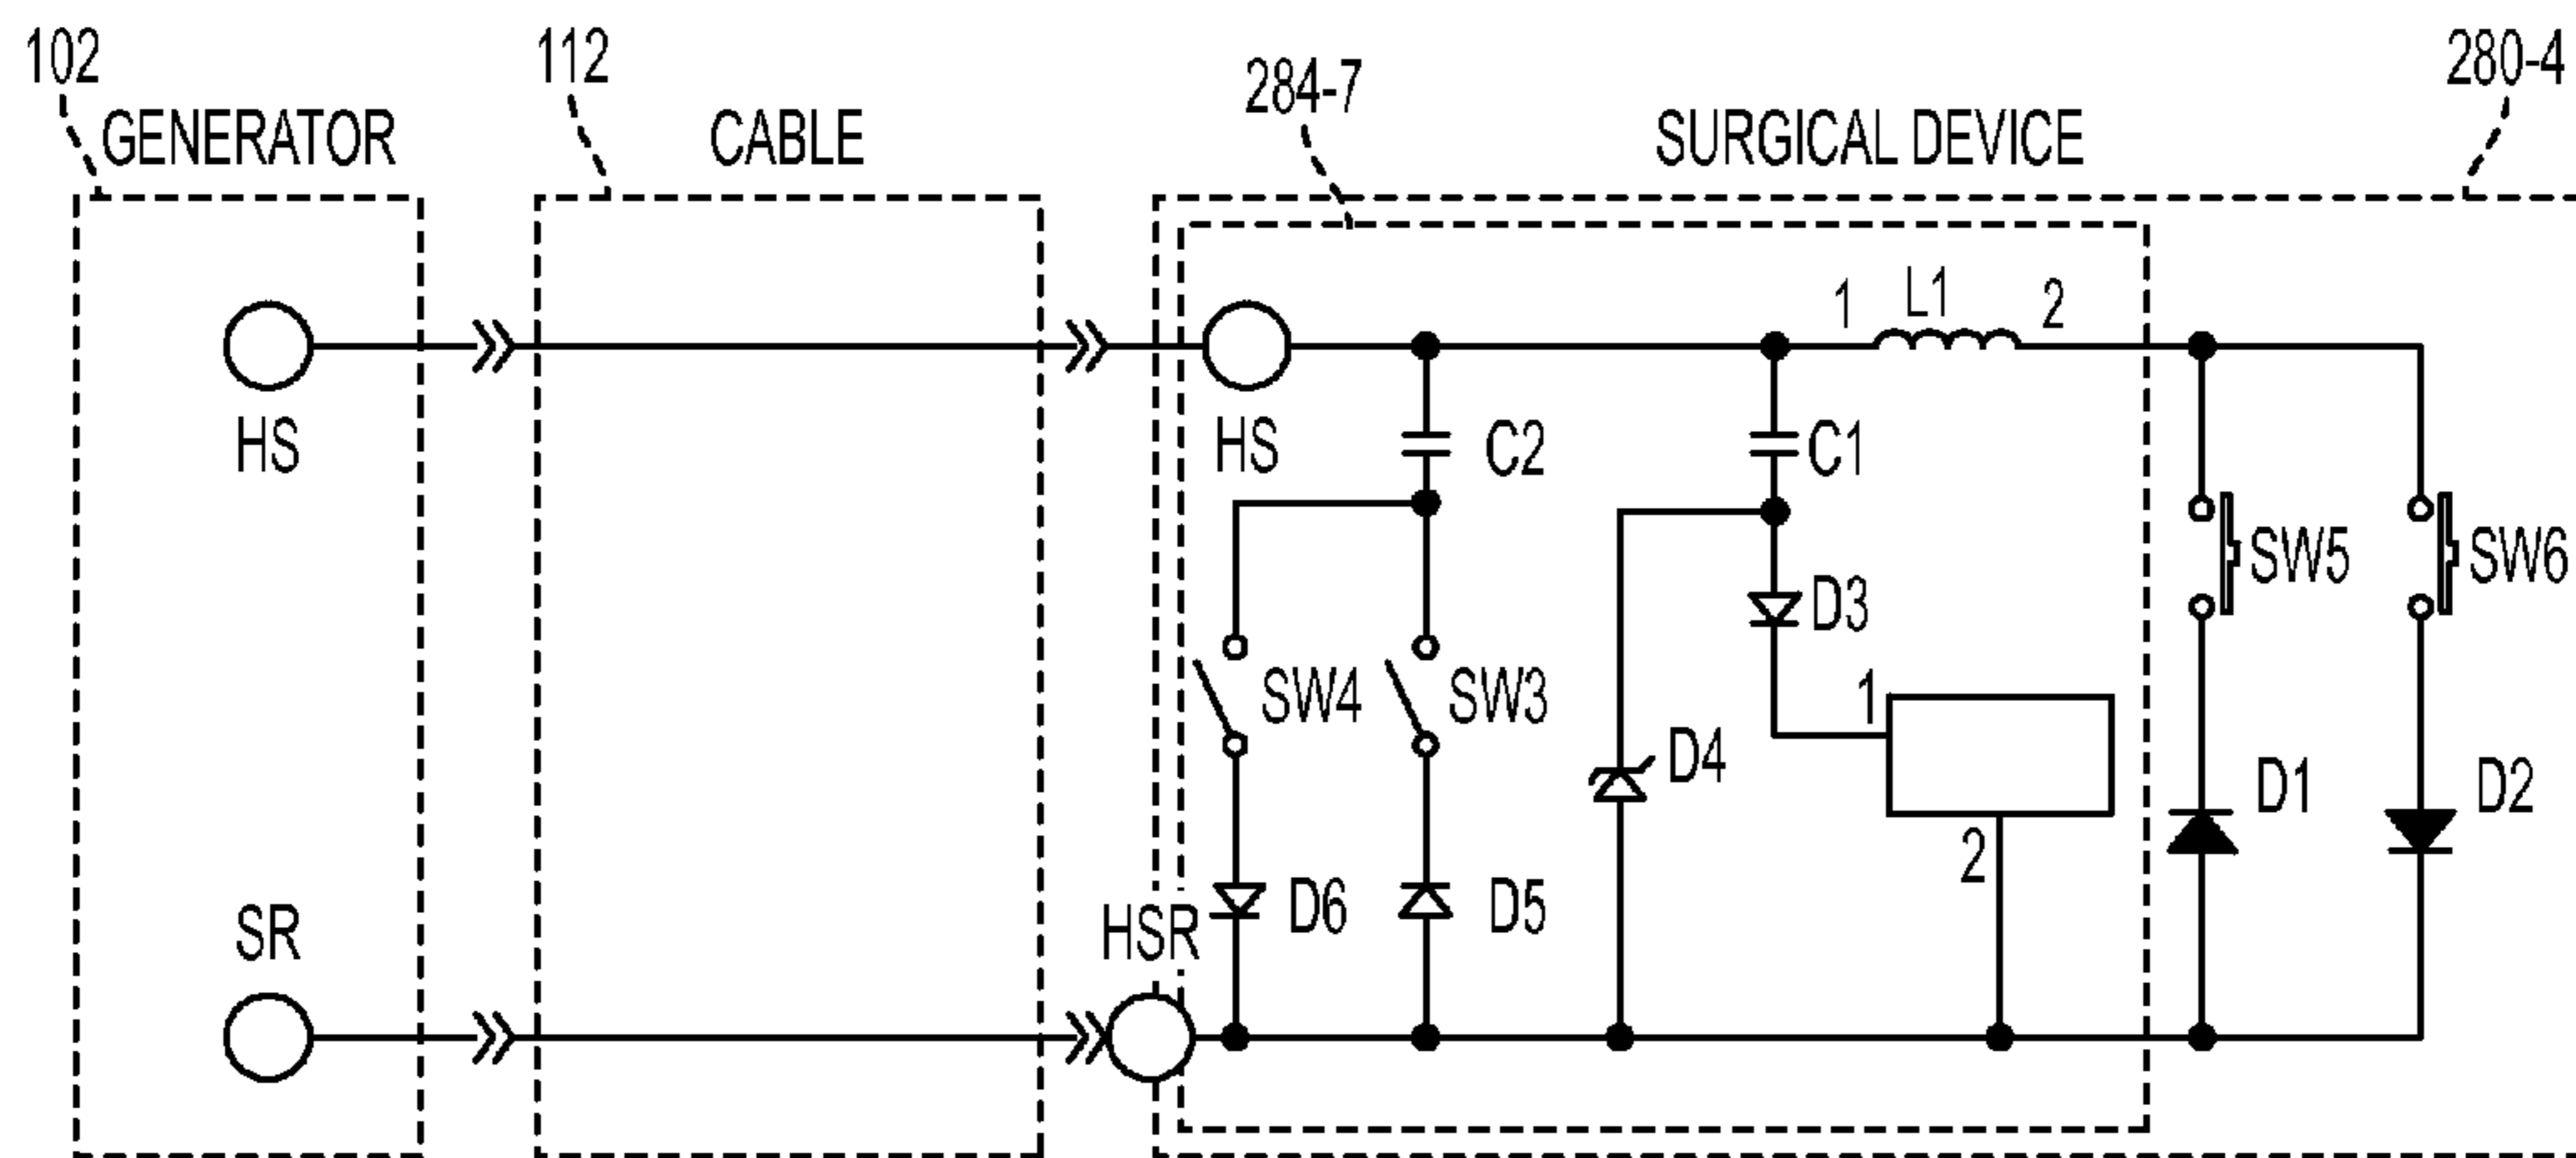 102
112
284-7
280-4
GENERATOR
CABLE
SURGICAL DEVICE
1
L1
2
HS
HS
C2
C1
SW5
SW6
D3
SW4
SW3
1
D4
D1
D2
2
D6
D5
SR
HSR